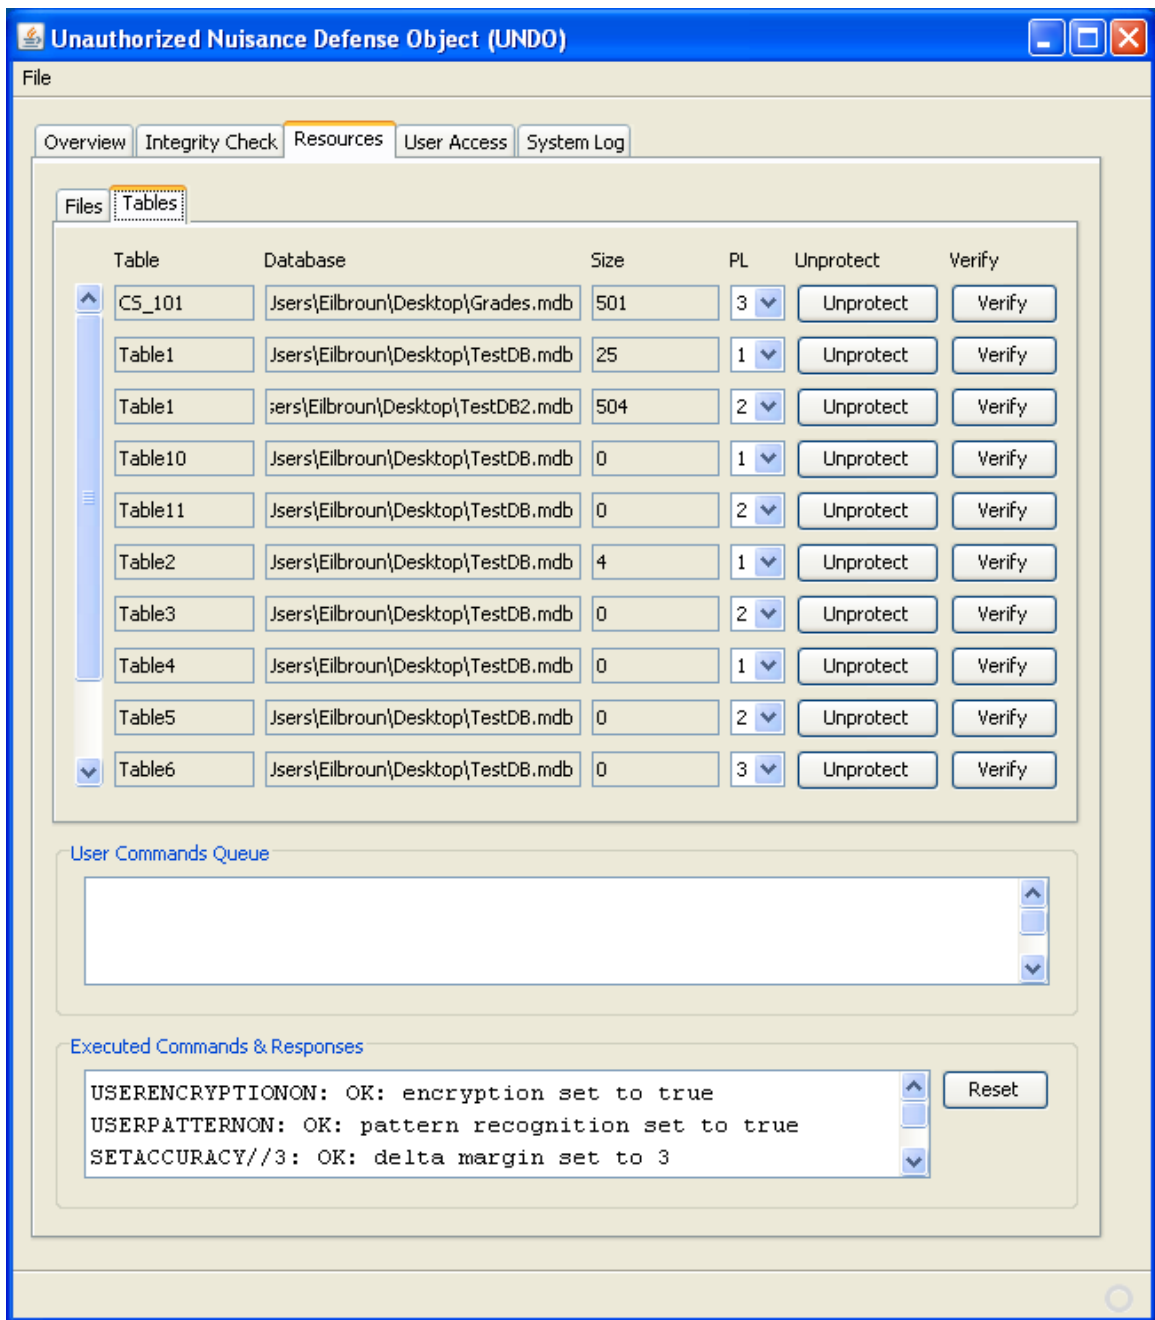 Unauthorized Nuisance Defense Object (UNDO)
File
Overview Integrity Check Resources User Access System Log
Files Tables
Table Database Size PL Unprotect Verify
CS_101 Jsers\Eilbroun\Desktop\Grades.mdb 501 3 Unprotect Verify
Table1 Jsers\Eilbroun\Desktop\TestDB.mdb 25 1 Unprotect Verify
Table1 sers\Eilbroun\Desktop\TestDB2.mdb 504 2 Unprotect Verify
Table10 Jsers\Eilbroun\Desktop\TestDB.mdb 0 1 Unprotect Verify
Table11 Jsers\Eilbroun\Desktop\TestDB.mdb 0 2 Unprotect Verify
Table2 Jsers\Eilbroun\Desktop\TestDB.mdb 4 1 Unprotect Verify
Table3 Jsers\Eilbroun\Desktop\TestDB.mdb 0 2 Unprotect Verify
Table4 Jsers\Eilbroun\Desktop\TestDB.mdb 0 1 Unprotect Verify
Table5 Jsers\Eilbroun\Desktop\TestDB.mdb 0 2 Unprotect Verify
Table6 Jsers\Eilbroun\Desktop\TestDB.mdb 0 3 Unprotect Verify
User Commands Queue
Executed Commands & Responses
USERENCRYPTIONON: OK: encryption set to true
Reset
USERPATTERNON: OK: pattern recognition set to true
SETACCURACY//3: OK: delta margin set to 3